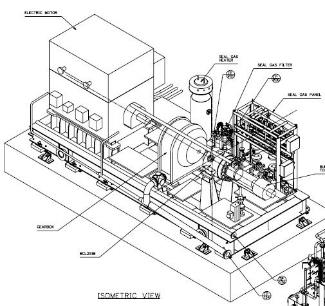 ELECTRIC MOTOR
SEAL GAS
HEATER
SEAL GAS FILTER
SEAL GAS PANEL
GEARBOX
ISOMETRIC VIEW